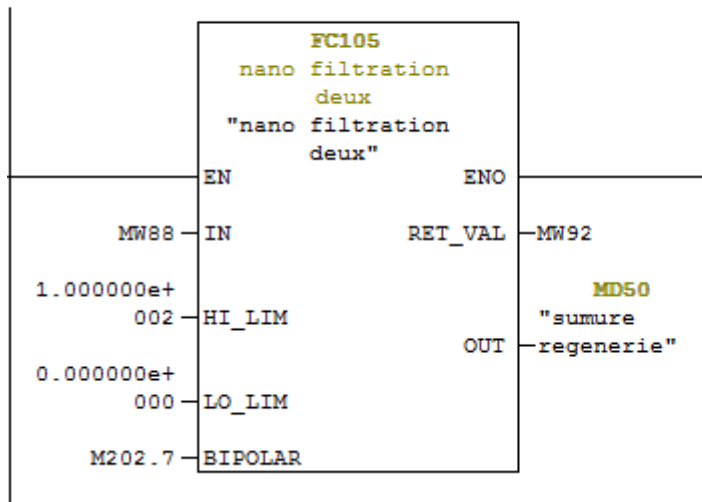 FC105
nano filtration
deux
"nano filtration
deux"
EN ENO
MW88 IN RET_VAL MW92
1.000000e+
002 HI_LIM
MD50
"sumure
OUT regenerie"
0.000000e+
000 LO_LIM
M202.7 BIPOLAR